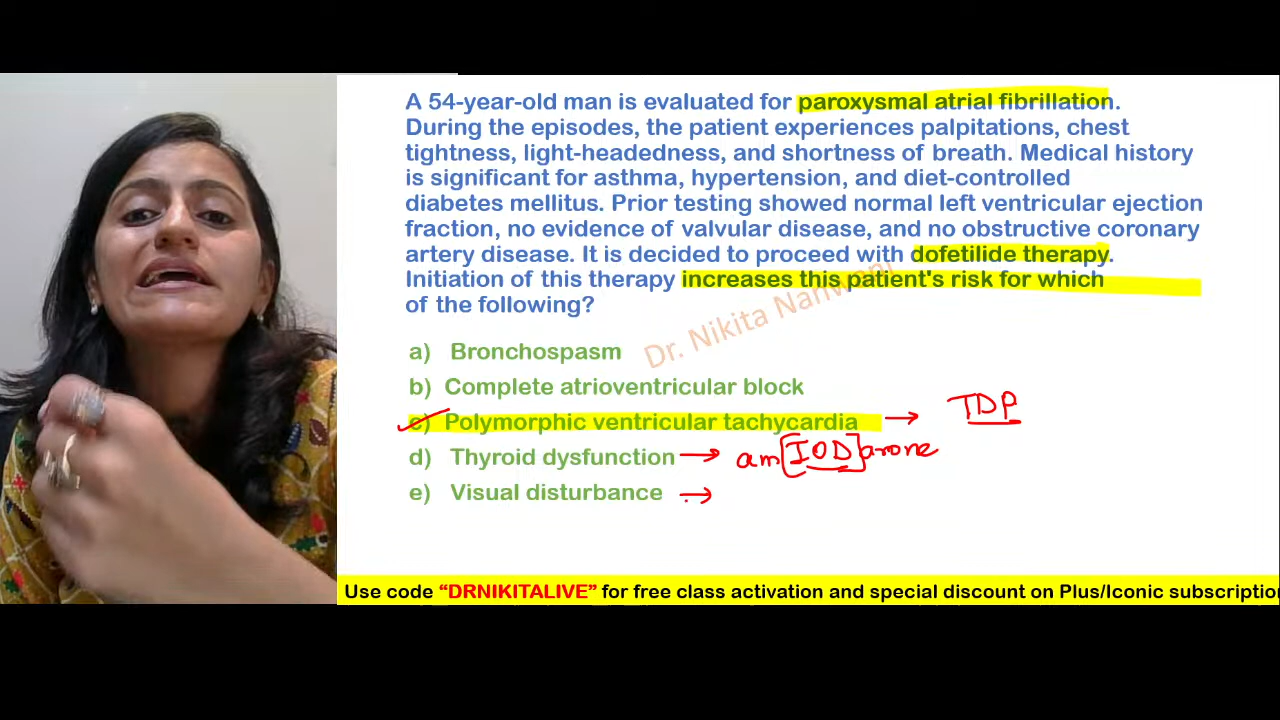 A 54-year-old man is evaluated for paroxysmal atrial fibrillation.
During the episodes, the patient experiences palpitations, chest
tightness, light-headedness, and shortness of breath. Medical history
is significant for asthma, hypertension, and diet-controlled
diabetes mellitus. Prior testing showed normal left ventricular ejection
fraction, no evidence of valvular disease, and no obstructive coronary
artery disease. It is decided to proceed with dofetilide therapy.
Initiation of this therapy increases this patient's risk for which
of the following?
Dr. Nikita Nanwani
a) Bronchospasm
b) Complete atrioventricular block
c) Polymorphic ventricular tachycardia → TDP
d) Thyroid dysfunction → am[IOD]arone
e) Visual disturbance →
Use code “DRNIKITALIVE” for free class activation and special discount on Plus/Iconic subscription